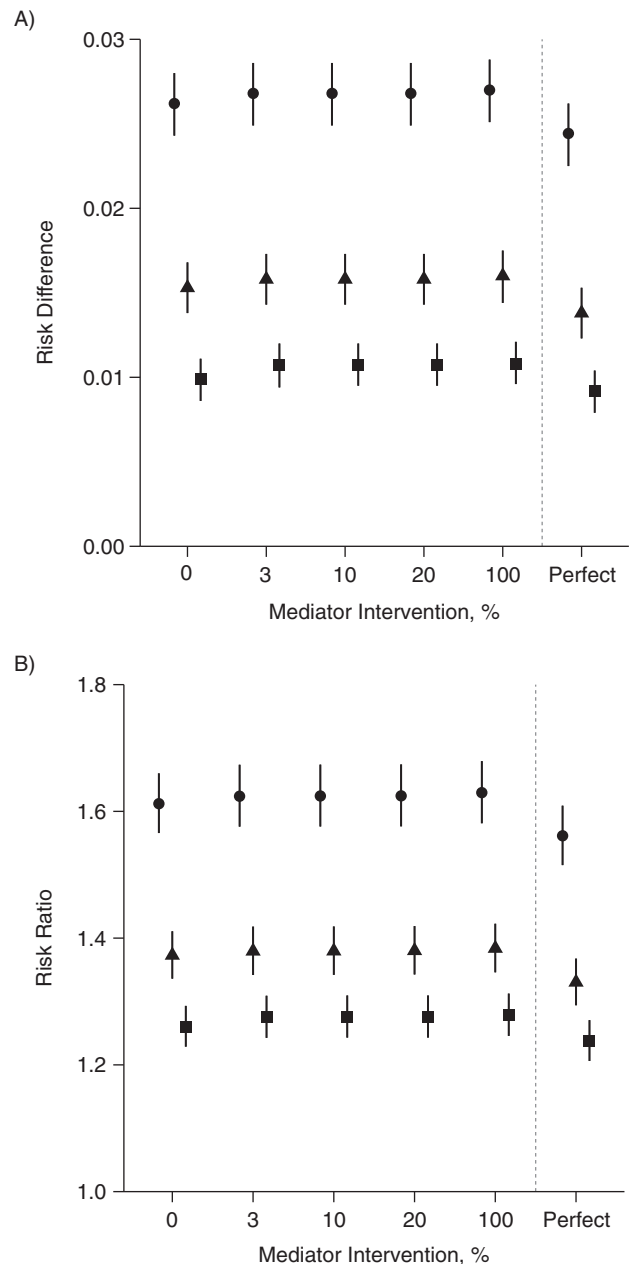 A)
0.03
0.02
0.01
0.00
Risk Difference
0 3 10 20 100 Perfect
Mediator Intervention, %
B)
1.8
1.6
1.4
1.2
1.0
Risk Ratio
0 3 10 20 100 Perfect
Mediator Intervention, %